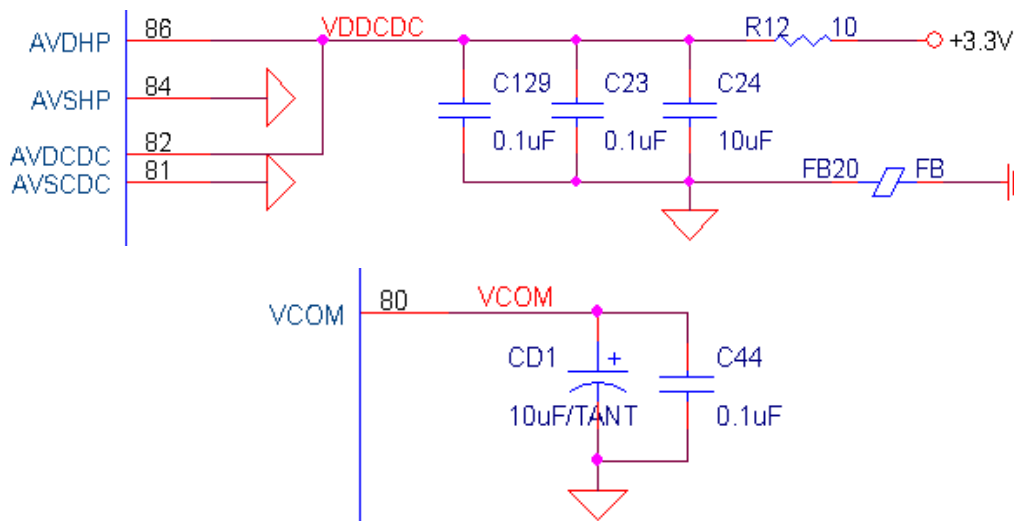 AVDHP 86 VDDCDC R12 10 +3.3V
AVSHP 84 C129 C23 C24
0.1uF 0.1uF 10uF
AVDCDC 82
AVSCDC 81 FB20 FB
VCOM 80 VCOM
CD1 + C44
10uF/TANT 0.1uF